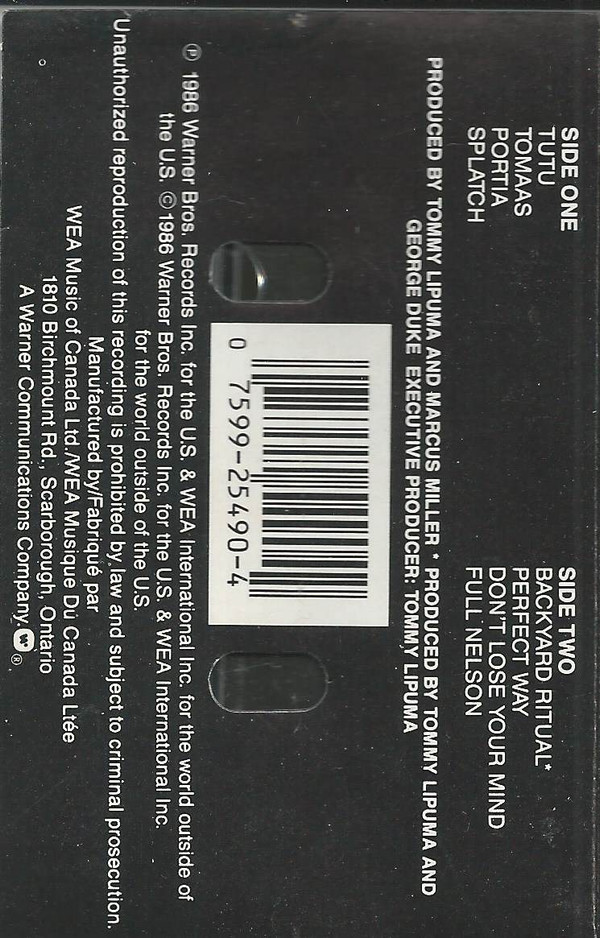 SIDE ONE
TUTU
TOMAAS
PORTIA
SPLATCH
SIDE TWO
BACKYARD RITUAL*
PERFECT WAY
DON'T LOSE YOUR MIND
FULL NELSON
PRODUCED BY TOMMY LIPUMA AND MARCUS MILLER * PRODUCED BY TOMMY LIPUMA AND
GEORGE DUKE EXECUTIVE PRODUCER: TOMMY LIPUMA
0 7599-25490-4
℗ 1986 Warner Bros. Records Inc. for the U.S. & WEA International Inc. for the world outside of
the U.S. © 1986 Warner Bros. Records Inc. for the U.S. & WEA International Inc.
for the world outside of the U.S.
Unauthorized reproduction of this recording is prohibited by law and subject to criminal prosecution.
Manufactured by/Fabriqué par
WEA Music of Canada Ltd./WEA Musique Du Canada Ltée
1810 Birchmount Rd., Scarborough, Ontario
A Warner Communications Company ®